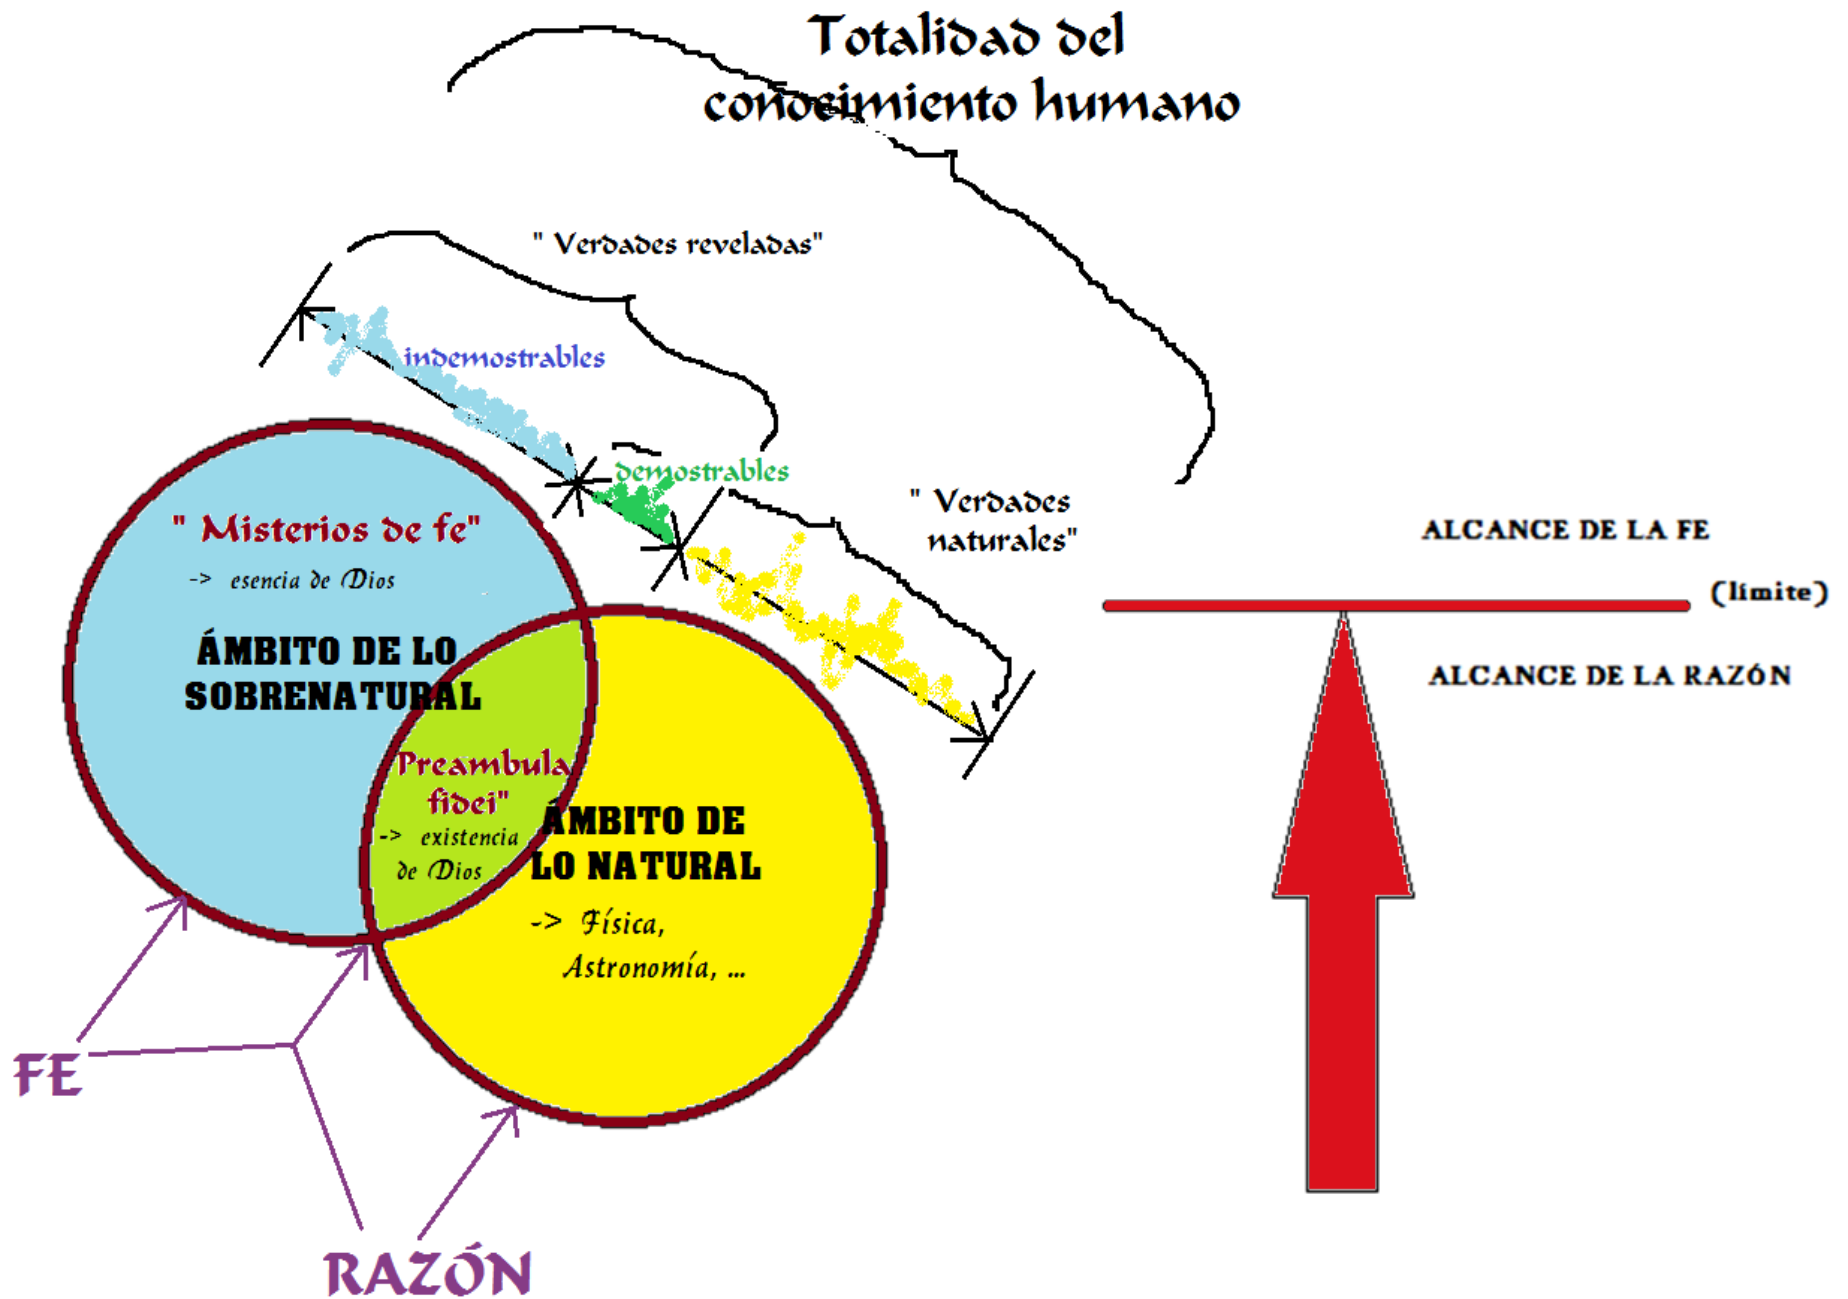 Totalidad del
conocimiento humano
" Verdades reveladas"
indemostrables
demostrables
" Verdades
naturales"
" Misterios de fe"
-> esencia de Dios
ÁMBITO DE LO
SOBRENATURAL
Preambula
fidei"
-> existencia
de Dios
ÁMBITO DE
LO NATURAL
-> Física,
Astronomía, ...
FE
RAZÓN
ALCANCE DE LA FE
(límite)
ALCANCE DE LA RAZÓN